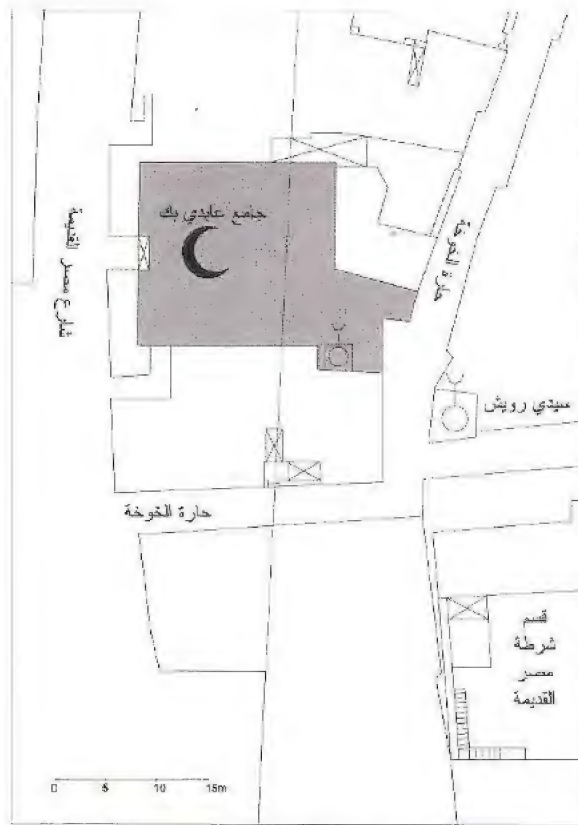 جامع عابدي بك
شارع مصر القديمة
حارة الخوخة
سيدي رويش
حارة الخوخة
قسم
شرطة
مصر
القديمة
0 5 10 15m